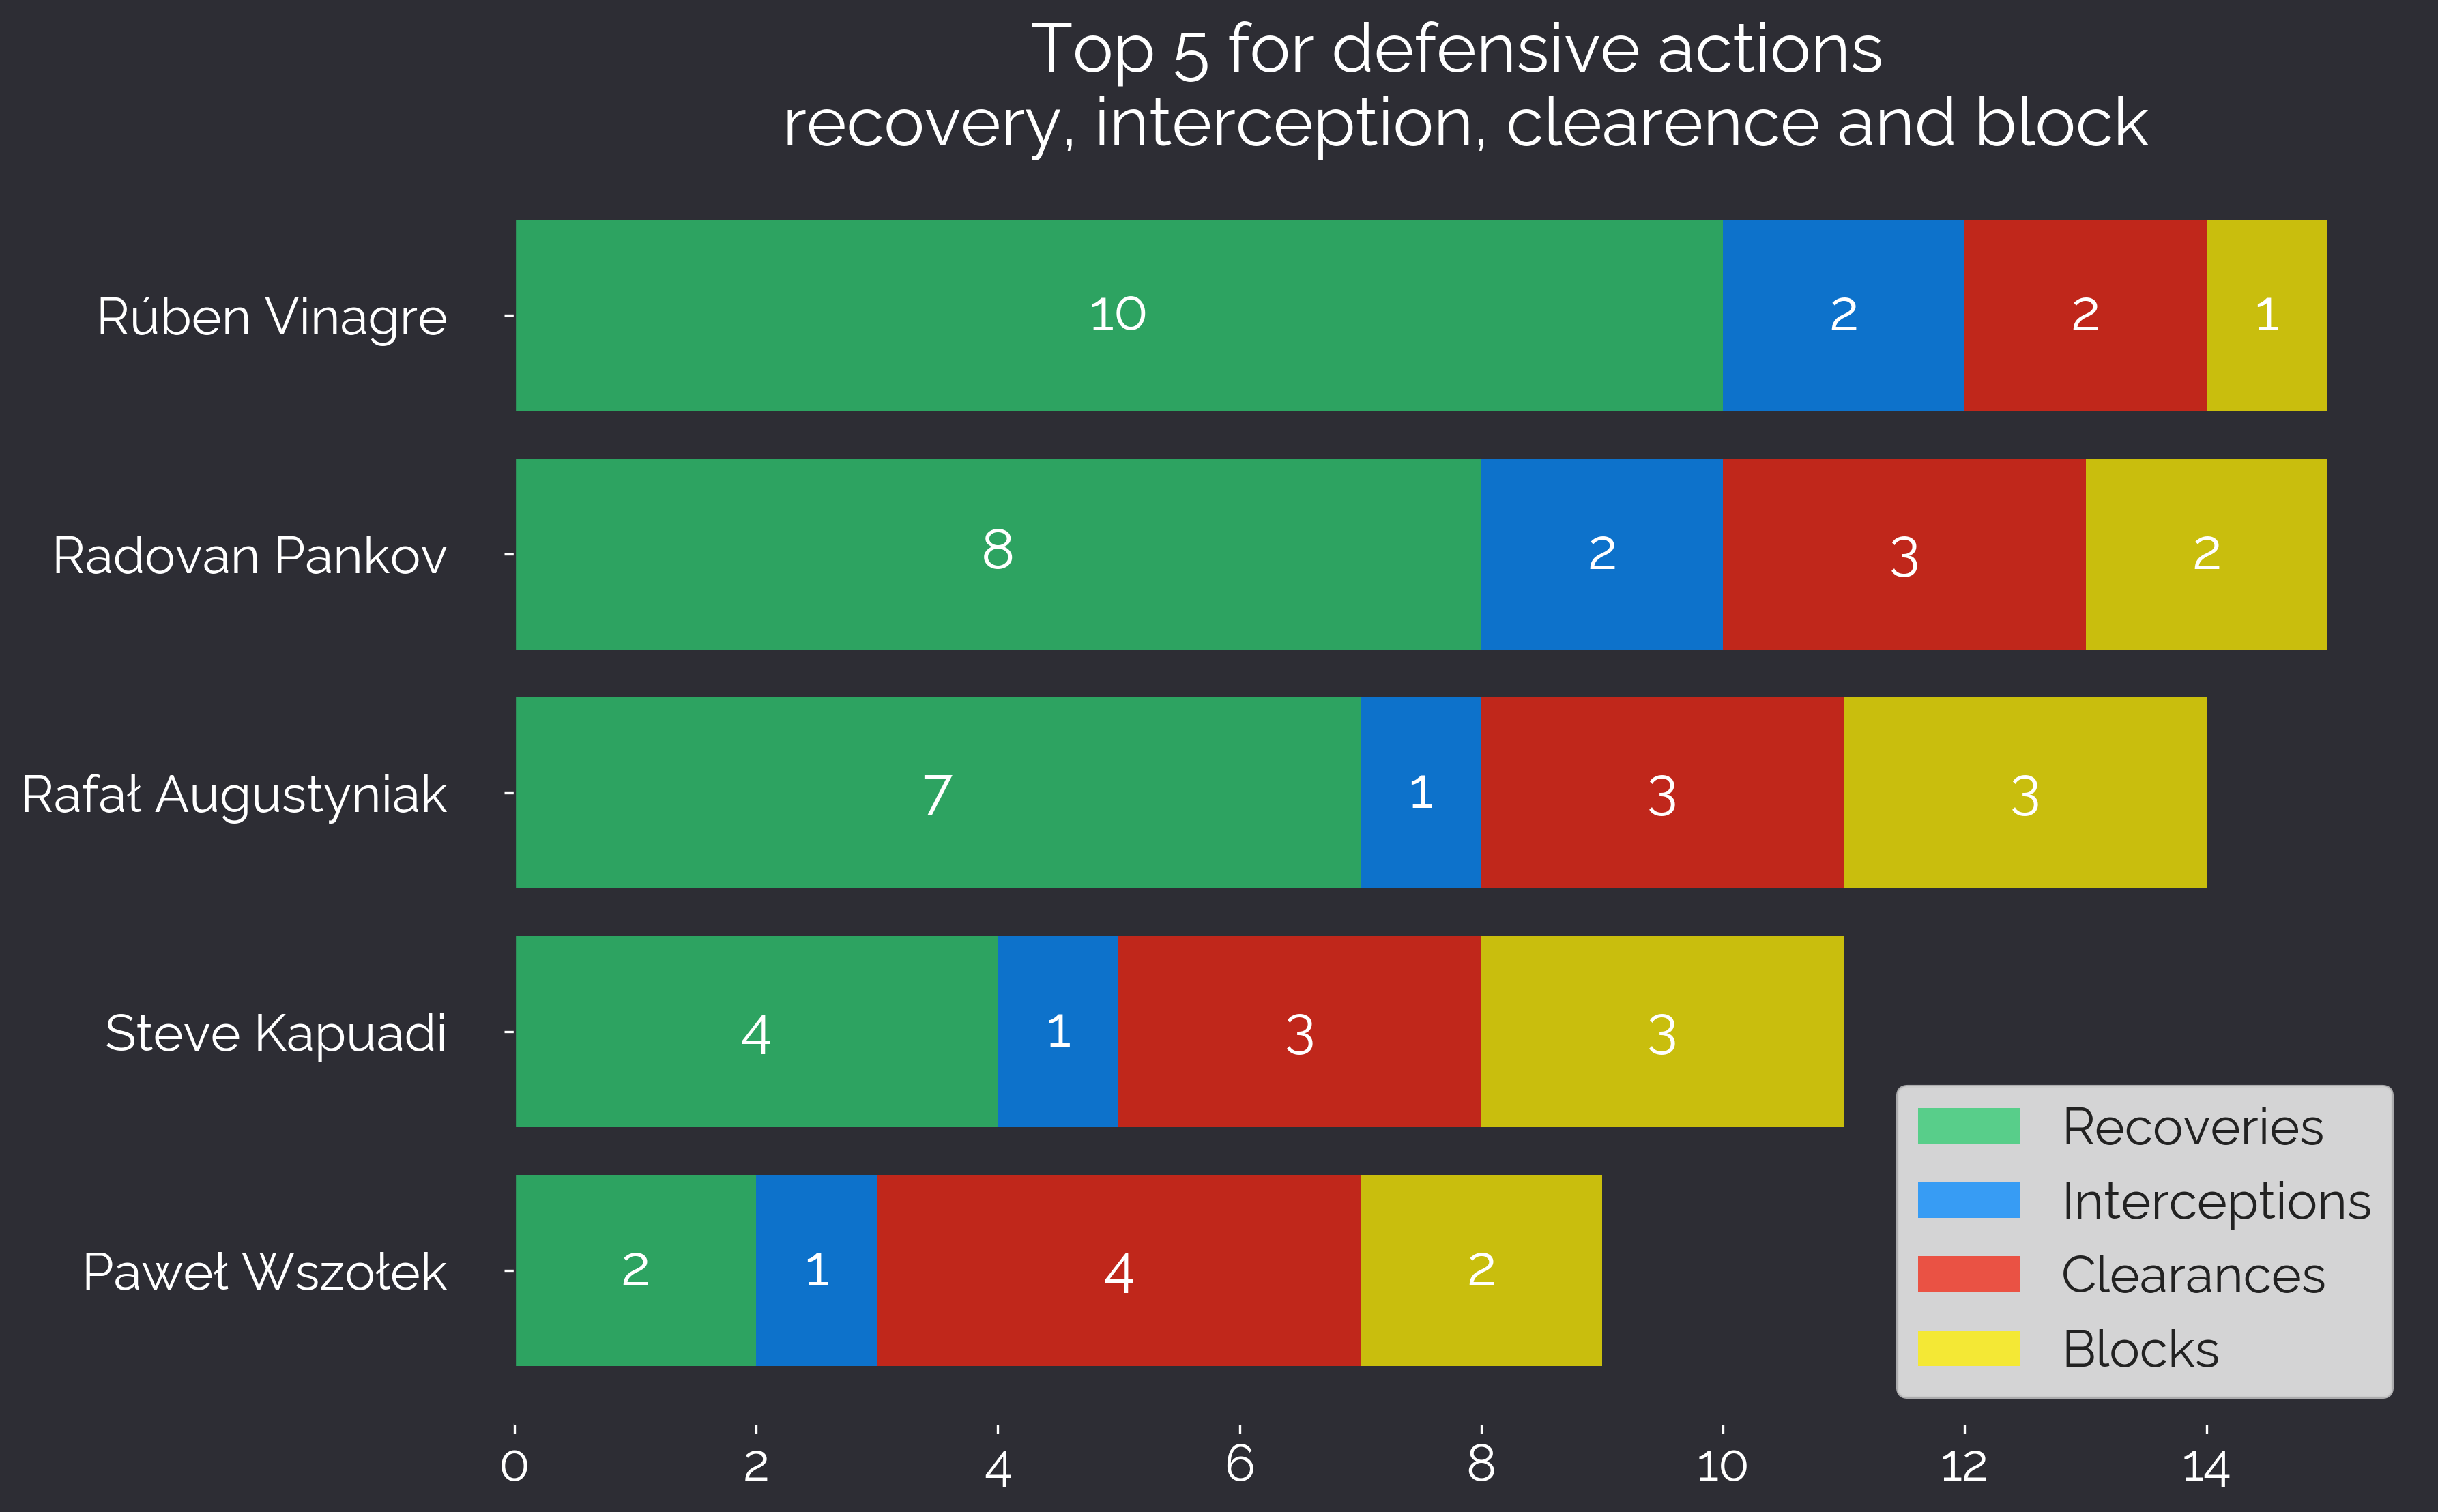 Top 5 for defensive actions
recovery, interception, clearence and block
Rúben Vinagre 10 2 2 1
Radovan Pankov 8 2 3 2
Rafał Augustyniak 7 1 3 3
Steve Kapuadi 4 1 3 3
Paweł Wszołek 2 1 4 2
Recoveries
Interceptions
Clearances
Blocks
0 2 4 6 8 10 12 14